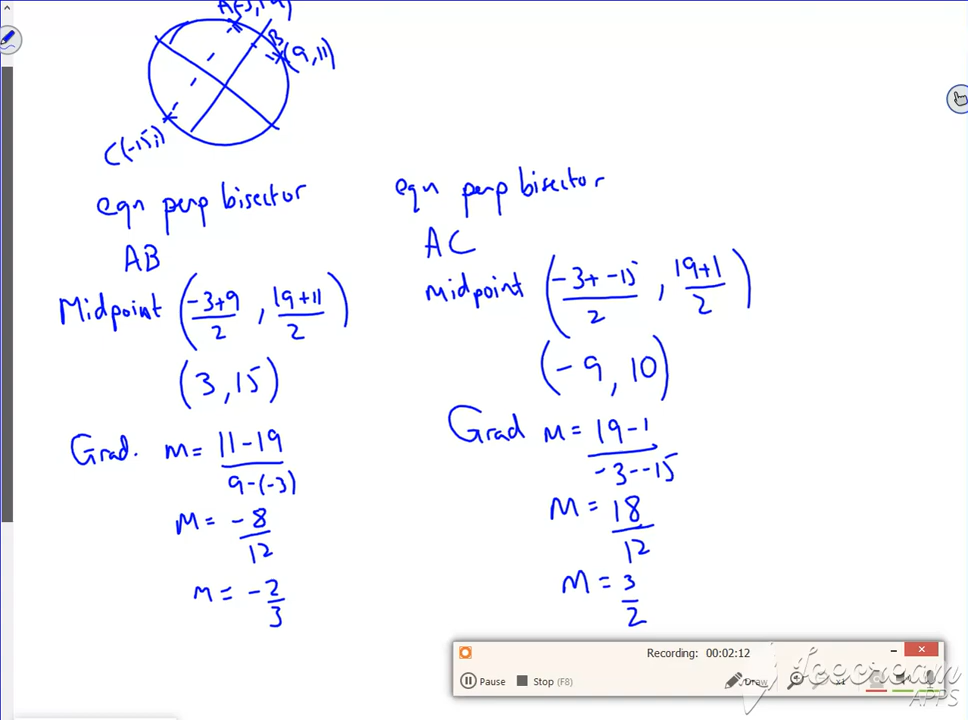 A(-3,19)
B
(9,11)
C(-15,1)
eqn perp bisector
AB
Midpoint (-3+9/2, 19+11/2)
(3,15)
Grad. m= 11-19/9-(-3)
M= -8/12
m= -2/3
eqn perp bisector
AC
midpoint (-3+-15/2, 19+1/2)
(-9,10)
Grad m= 19-1/-3--15
M= 18/12
M= 3/2
Recording: 00:02:12
Pause
Stop (F8)
Draw
x1
Icecream
APPS